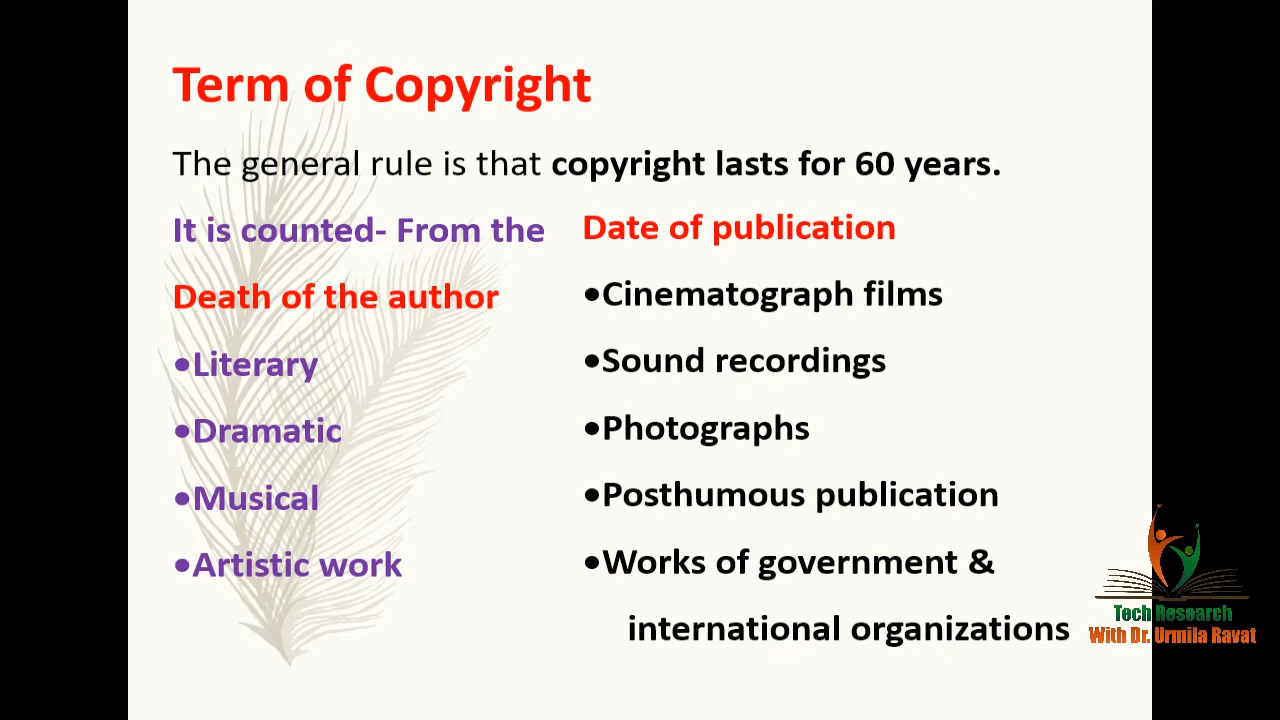 Term of Copyright
The general rule is that copyright lasts for 60 years.
It is counted- From the
Death of the author
•Literary
•Dramatic
•Musical
•Artistic work
Date of publication
•Cinematograph films
•Sound recordings
•Photographs
•Posthumous publication
•Works of government &
international organizations
Tech Research
With Dr. Urmila Ravat